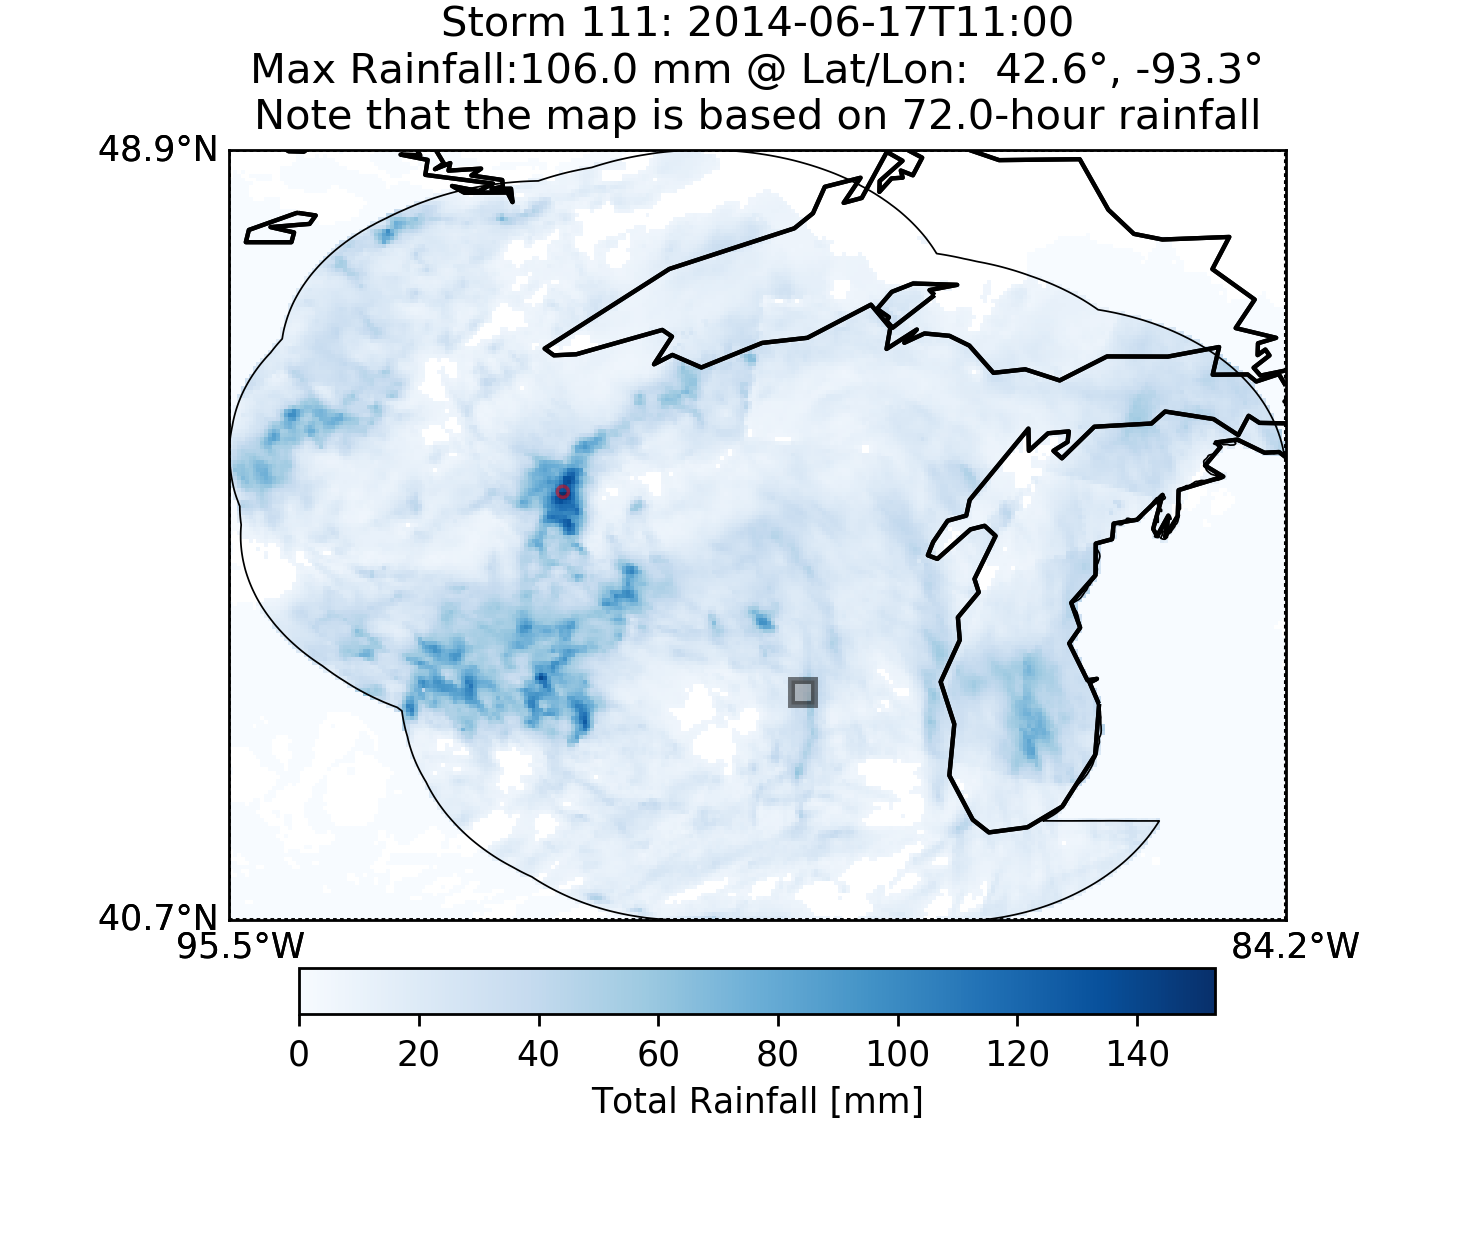 Storm 111: 2014-06-17T11:00
Max Rainfall:106.0 mm @ Lat/Lon:  42.6°, -93.3°
Note that the map is based on 72.0-hour rainfall
48.9°N
40.7°N
95.5°W 84.2°W
0 20 40 60 80 100 120 140
Total Rainfall [mm]